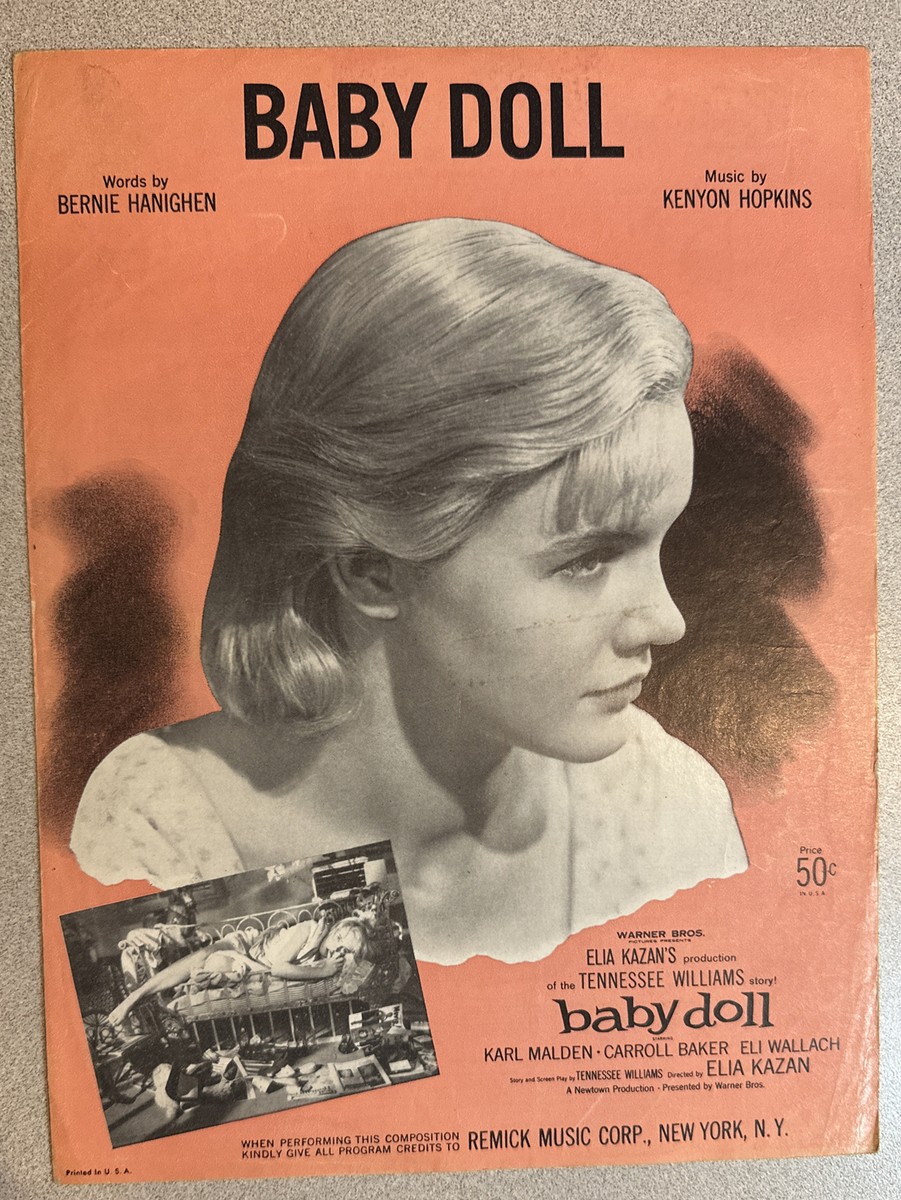 BABY DOLL
Words by
BERNIE HANIGHEN
Music by
KENYON HOPKINS
Price
50c
IN U.S.A.
WARNER BROS.
PICTURES PRESENTS
ELIA KAZAN'S production
of the TENNESSEE WILLIAMS story!
baby doll
STARRING
KARL MALDEN · CARROLL BAKER ELI WALLACH
Story and Screen Play by TENNESSEE WILLIAMS Directed by ELIA KAZAN
A Newtown Production · Presented by Warner Bros.
WHEN PERFORMING THIS COMPOSITION
KINDLY GIVE ALL PROGRAM CREDITS TO REMICK MUSIC CORP., NEW YORK, N. Y.
Printed in U. S. A.